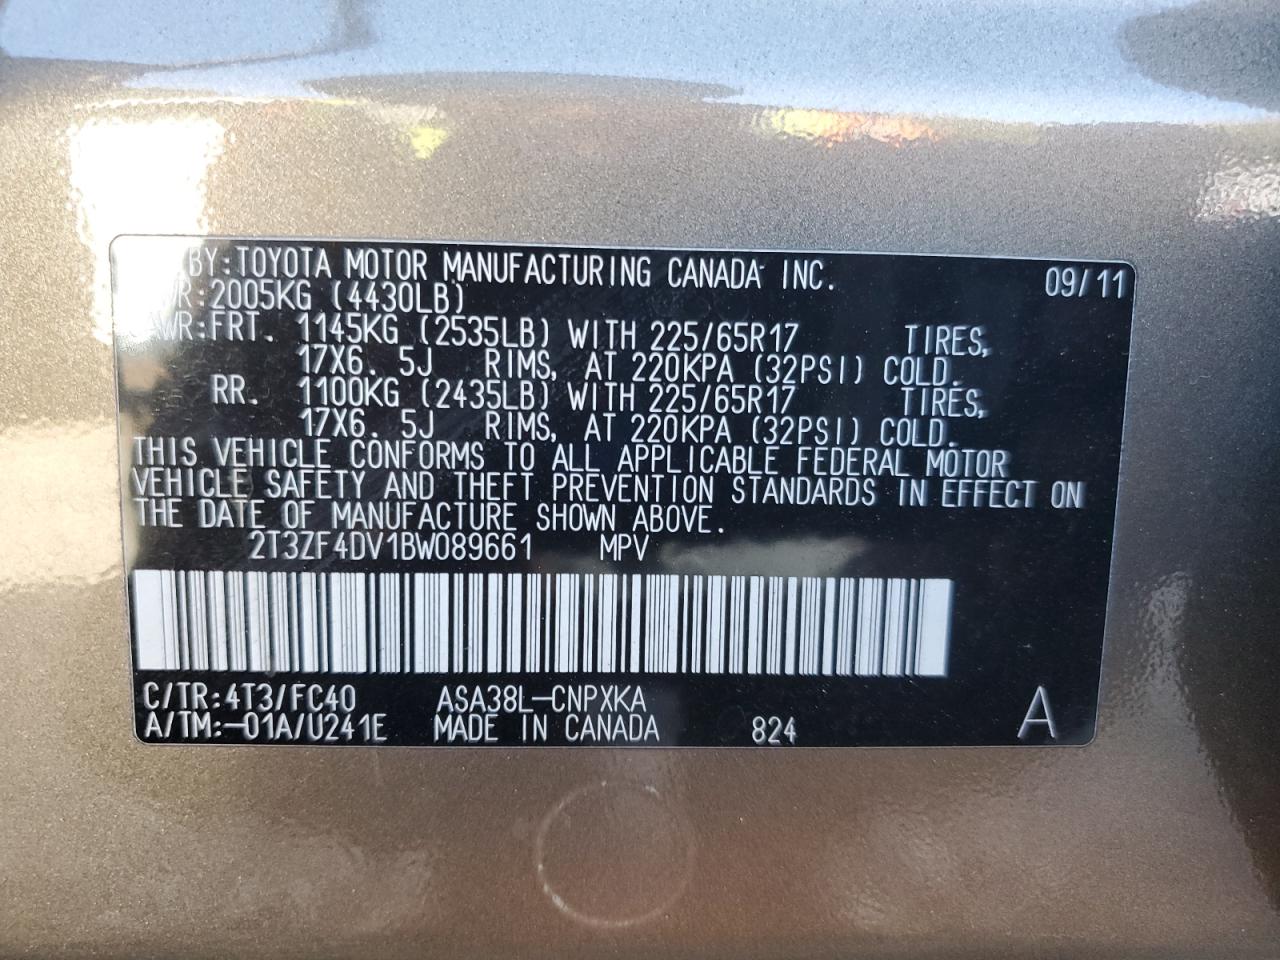 BY:TOYOTA MOTOR MANUFACTURING CANADA INC. 09/11
2005KG (4430LB)
FRT. 1145KG (2535LB) WITH 225/65R17 TIRES,
17X6. 5J RIMS, AT 220KPA (32PSI) COLD.
RR. 1100KG (2435LB) WITH 225/65R17 TIRES,
17X6. 5J RIMS, AT 220KPA (32PSI) COLD.
THIS VEHICLE CONFORMS TO ALL APPLICABLE FEDERAL MOTOR
VEHICLE SAFETY AND THEFT PREVENTION STANDARDS IN EFFECT ON
THE DATE OF MANUFACTURE SHOWN ABOVE.
2T3ZF4DV1BW089661 MPV
C/TR:4T3/FC40 ASA38L-CNPXKA
A/TM:-01A/U241E MADE IN CANADA 824 A